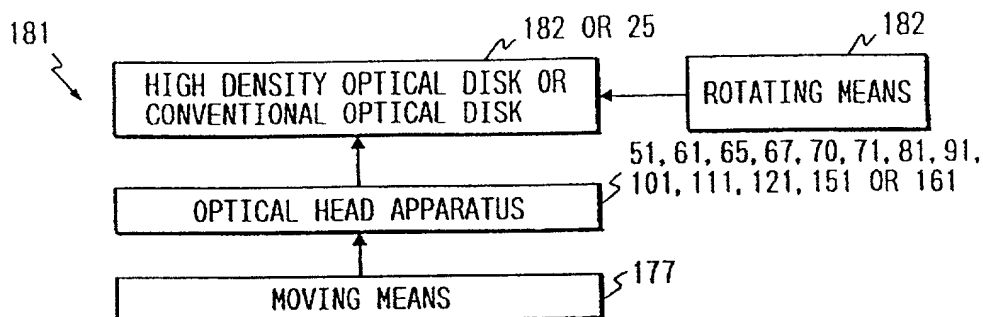 181
182 OR 25
182
HIGH DENSITY OPTICAL DISK OR
CONVENTIONAL OPTICAL DISK
ROTATING MEANS
51, 61, 65, 67, 70, 71, 81, 91,
101, 111, 121, 151 OR 161
OPTICAL HEAD APPARATUS
177
MOVING MEANS